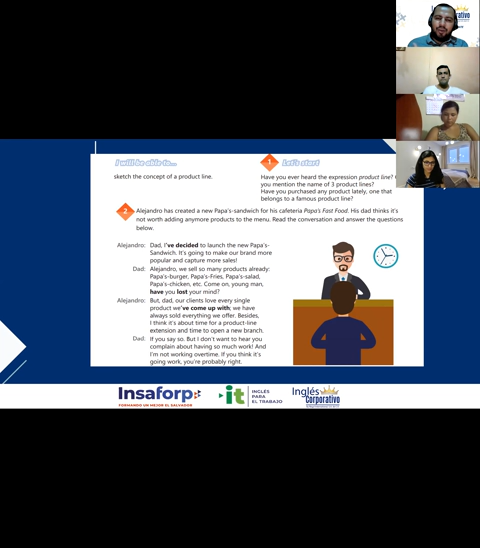 Inglés
Corporativo
I will be able to...
1
Let's start
sketch the concept of a product line.
Have you ever heard the expression product line?
you mention the name of 3 product lines?
Have you purchased any product lately, one that
belongs to a famous product line?
2
Alejandro has created a new Papa's-sandwich for his cafeteria Papa's Fast Food. His dad thinks it's
not worth adding anymore products to the menu. Read the conversation and answer the questions
below.
Alejandro: Dad, I've decided to launch the new Papa's-
Sandwich. It's going to make our brand more
popular and capture more sales!
Dad: Alejandro, we sell so many products already:
Papa's-burger, Papa's-Fries, Papa's-salad,
Papa's-chicken, etc. Come on, young man,
have you lost your mind?
Alejandro: But, dad, our clients love every single
product we've come up with; we have
always sold everything we offer. Besides,
I think it's about time for a product-line
extension and time to open a new branch.
Dad: If you say so. But I don't want to hear you
complain about having so much work! And
I'm not working overtime. If you think it's
going work, you're probably right.
Insaforp
FORMANDO UN MEJOR EL SALVADOR
it
INGLÉS
PARA
EL TRABAJO
Inglés
Corporativo